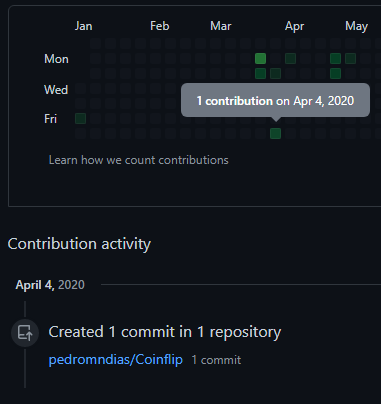 Jan Feb Mar Apr May
Mon
1 contribution on Apr 4, 2020
Wed
Fri
Learn how we count contributions
Contribution activity
April 4, 2020
Created 1 commit in 1 repository
pedromndias/Coinflip 1 commit